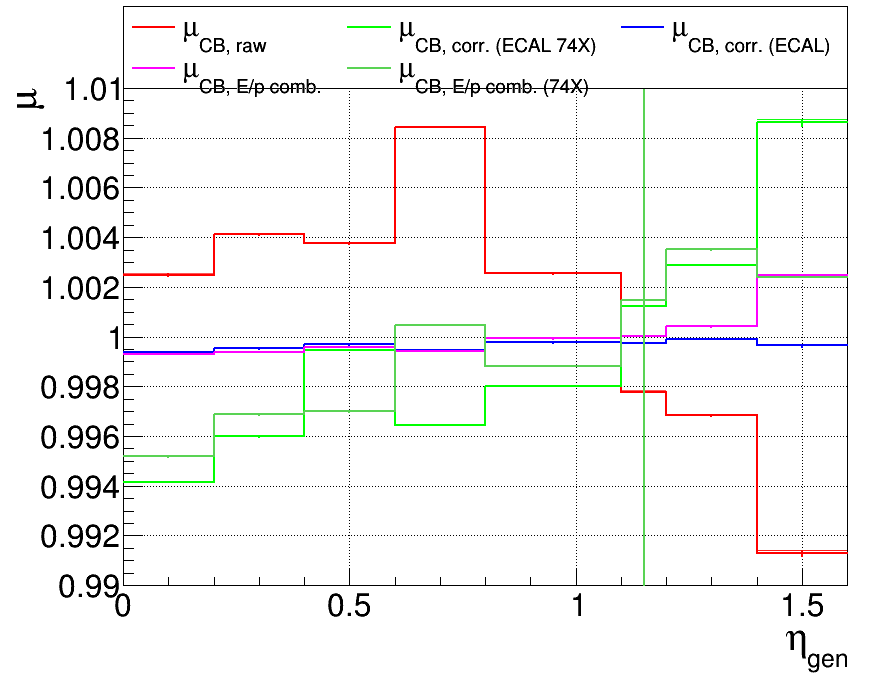 μCB, raw μCB, corr. (ECAL 74X) μCB, corr. (ECAL)
μCB, E/p comb. μCB, E/p comb. (74X)
μ
1.01
1.008
1.006
1.004
1.002
1
0.998
0.996
0.994
0.992
0.99
0 0.5 1 1.5
ηgen